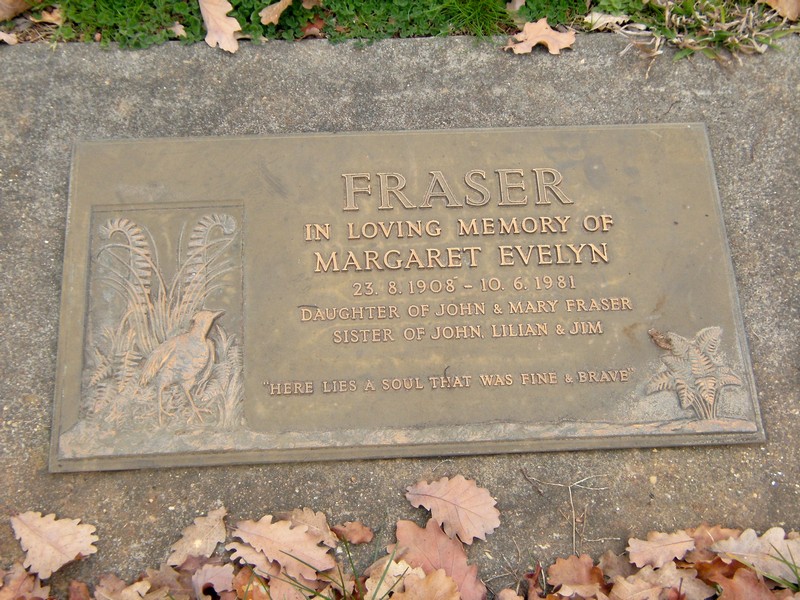 FRASER
IN LOVING MEMORY OF
MARGARET EVELYN
23. 8. 1908 - 10. 6. 1981
DAUGHTER OF JOHN & MARY FRASER
SISTER OF JOHN, LILIAN & JIM
"HERE LIES A SOUL THAT WAS FINE & BRAVE"